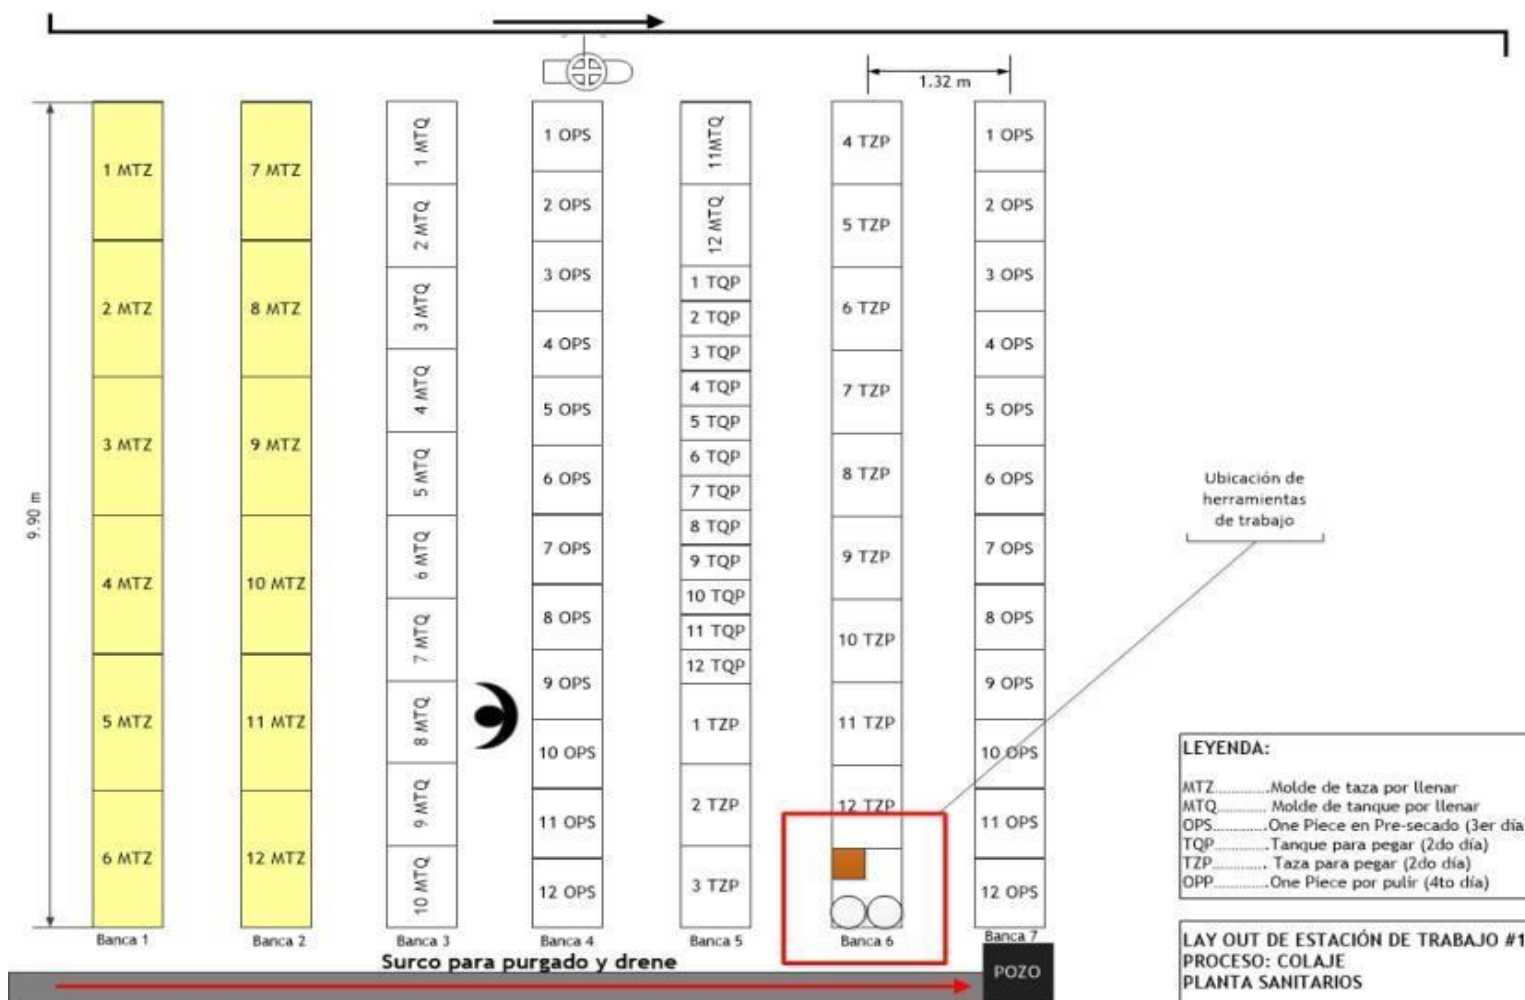 1.32 m
9.90 m
1 MTZ
2 MTZ
3 MTZ
4 MTZ
5 MTZ
6 MTZ
Banca 1
7 MTZ
8 MTZ
9 MTZ
10 MTZ
11 MTZ
12 MTZ
Banca 2
1 MTQ
2 MTQ
3 MTQ
4 MTQ
5 MTQ
6 MTQ
7 MTQ
8 MTQ
9 MTQ
10 MTQ
Banca 3
1 OPS
2 OPS
3 OPS
4 OPS
5 OPS
6 OPS
7 OPS
8 OPS
9 OPS
10 OPS
11 OPS
12 OPS
Banca 4
11MTQ
12 MTQ
1 TQP
2 TQP
3 TQP
4 TQP
5 TQP
6 TQP
7 TQP
8 TQP
9 TQP
10 TQP
11 TQP
12 TQP
1 TZP
2 TZP
3 TZP
Banca 5
4 TZP
5 TZP
6 TZP
7 TZP
8 TZP
9 TZP
10 TZP
11 TZP
12 TZP
Banca 6
1 OPS
2 OPS
3 OPS
4 OPS
5 OPS
6 OPS
7 OPS
8 OPS
9 OPS
10 OPS
11 OPS
12 OPS
Banca 7
Surco para purgado y drene
POZO
Ubicación de
herramientas
de trabajo
LEYENDA:
MTZ.............Molde de taza por llenar
MTQ........... Molde de tanque por llenar
OPS.............One Piece en Pre-secado (3er día
TQP.............Tanque para pegar (2do día)
TZP............. Taza para pegar (2do día)
OPP.............One Piece por pulir (4to día)
LAY OUT DE ESTACIÓN DE TRABAJO #1
PROCESO: COLAJE
PLANTA SANITARIOS